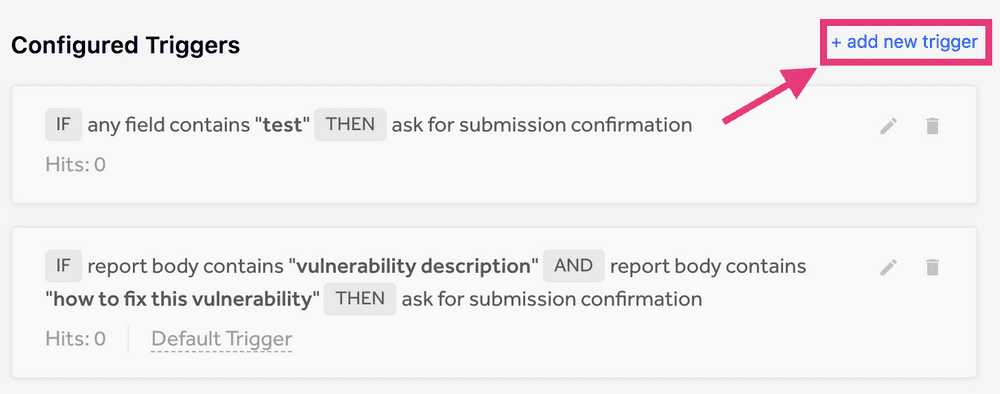 Configured Triggers
+ add new trigger
IF any field contains "test" THEN ask for submission confirmation
Hits: 0
IF report body contains "vulnerability description" AND report body contains
"how to fix this vulnerability" THEN ask for submission confirmation
Hits: 0 Default Trigger